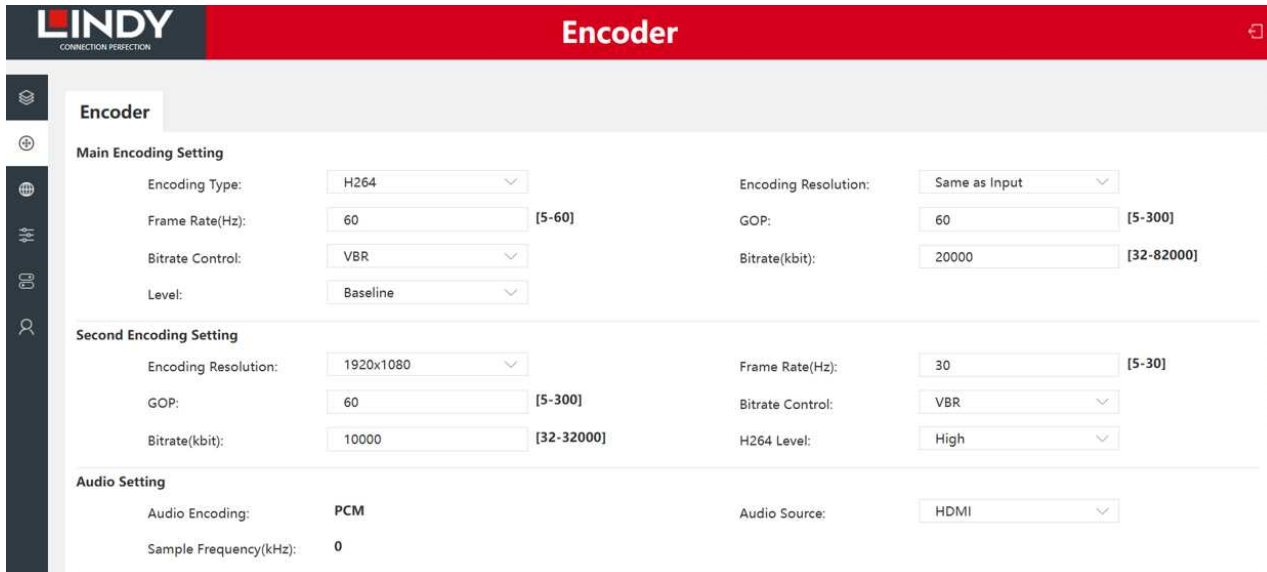 LINDY
CONNECTION PERFECTION
Encoder
Encoder
Main Encoding Setting
Encoding Type: H264 Encoding Resolution: Same as Input
Frame Rate(Hz): 60 [5-60] GOP: 60 [5-300]
Bitrate Control: VBR Bitrate(kbit): 20000 [32-82000]
Level: Baseline
Second Encoding Setting
Encoding Resolution: 1920x1080 Frame Rate(Hz): 30 [5-30]
GOP: 60 [5-300] Bitrate Control: VBR
Bitrate(kbit): 10000 [32-32000] H264 Level: High
Audio Setting
Audio Encoding: PCM Audio Source: HDMI
Sample Frequency(kHz): 0